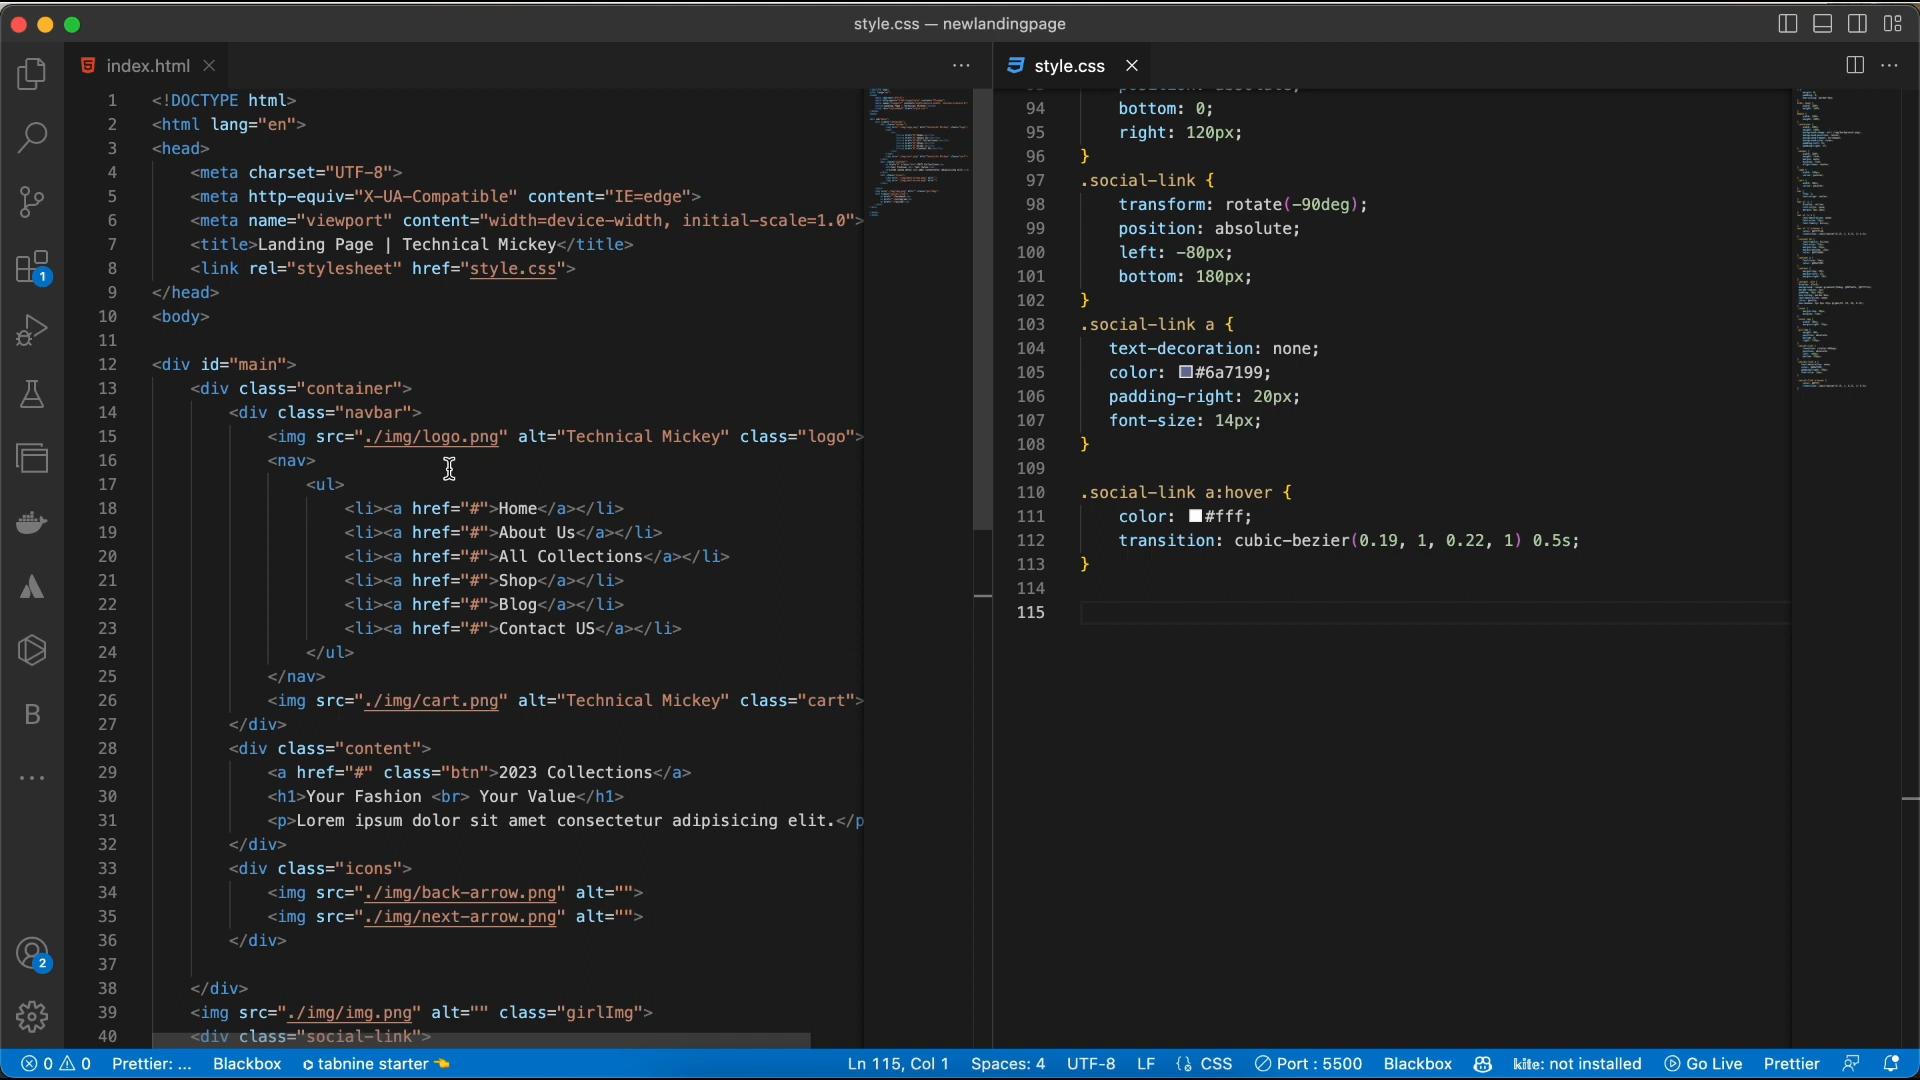 style.css — newlandingpage
index.html
1 <!DOCTYPE html>
2 <html lang="en">
3 <head>
4 <meta charset="UTF-8">
5 <meta http-equiv="X-UA-Compatible" content="IE=edge">
6 <meta name="viewport" content="width=device-width, initial-scale=1.0">
7 <title>Landing Page | Technical Mickey</title>
8 <link rel="stylesheet" href="style.css">
9 </head>
10 <body>
11
12 <div id="main">
13 <div class="container">
14 <div class="navbar">
15 <img src="./img/logo.png" alt="Technical Mickey" class="logo">
16 <nav>
17 <ul>
18 <li><a href="#">Home</a></li>
19 <li><a href="#">About Us</a></li>
20 <li><a href="#">All Collections</a></li>
21 <li><a href="#">Shop</a></li>
22 <li><a href="#">Blog</a></li>
23 <li><a href="#">Contact US</a></li>
24 </ul>
25 </nav>
26 <img src="./img/cart.png" alt="Technical Mickey" class="cart">
27 </div>
28 <div class="content">
29 <a href="#" class="btn">2023 Collections</a>
30 <h1>Your Fashion <br> Your Value</h1>
31 <p>Lorem ipsum dolor sit amet consectetur adipisicing elit.</p
32 </div>
33 <div class="icons">
34 <img src="./img/back-arrow.png" alt="">
35 <img src="./img/next-arrow.png" alt="">
36 </div>
37
38 </div>
39 <img src="./img/img.png" alt="" class="girlImg">
40 <div class="social-link">
style.css
94 bottom: 0;
95 right: 120px;
96 }
97 .social-link {
98 transform: rotate(-90deg);
99 position: absolute;
100 left: -80px;
101 bottom: 180px;
102 }
103 .social-link a {
104 text-decoration: none;
105 color: #6a7199;
106 padding-right: 20px;
107 font-size: 14px;
108 }
109
110 .social-link a:hover {
111 color: #fff;
112 transition: cubic-bezier(0.19, 1, 0.22, 1) 0.5s;
113 }
114
115
1
B
2
0 0 Prettier: ... Blackbox tabnine starter Ln 115, Col 1 Spaces: 4 UTF-8 LF {} CSS Port : 5500 Blackbox kite: not installed Go Live Prettier